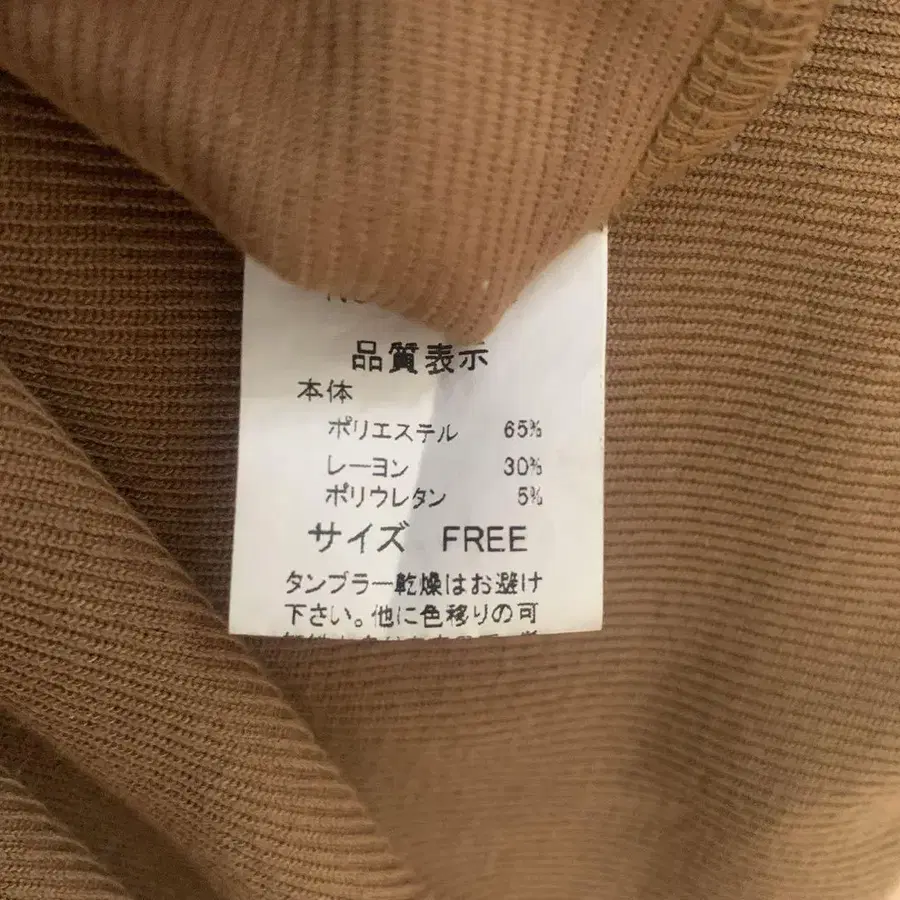 品質表示
本体
ポリエステル 65%
レーヨン 30%
ポリウレタン 5%
サイズ FREE
タンブラー乾燥はお避け
下さい。他に色移りの可